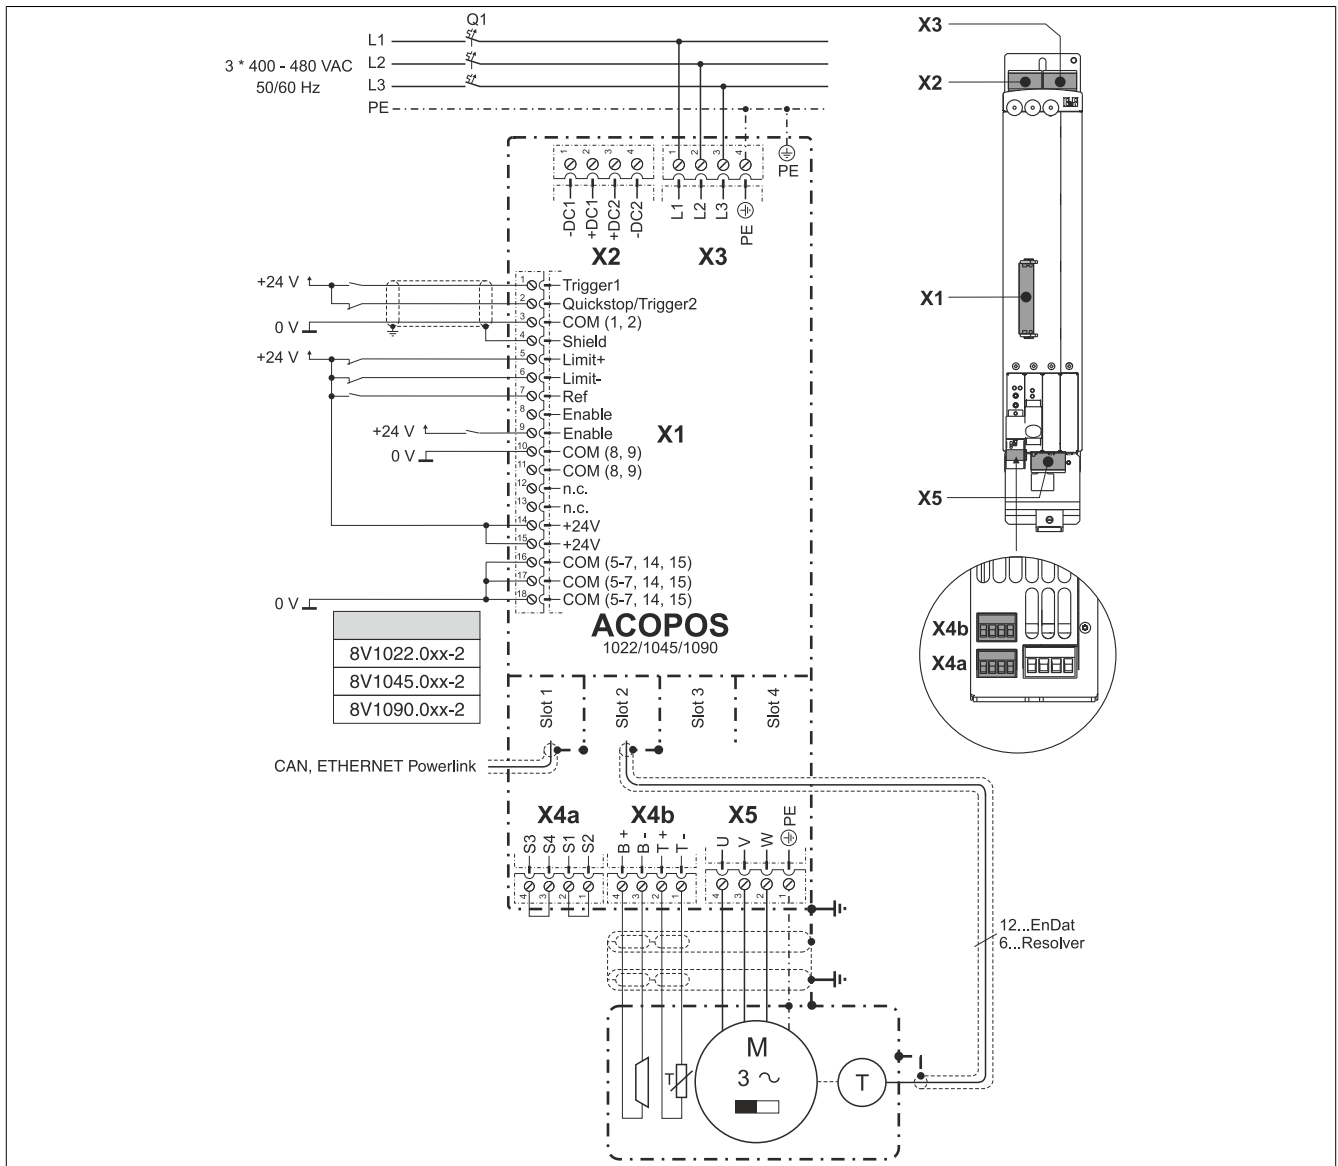 Q1
L1
L2
3 * 400 - 480 VAC
50/60 Hz
L3
PE
1 2 3 4
1 2 3 4
PE
-DC1
+DC1
+DC2
-DC2
L1
L2
L3
PE
X2
X3
+24 V
0 V
+24 V
+24 V
0 V
0 V
1 Trigger1
2 Quickstop/Trigger2
3 COM (1, 2)
4 Shield
5 Limit+
6 Limit-
7 Ref
8 Enable
9 Enable
10 COM (8, 9)
11 COM (8, 9)
12 n.c.
13 n.c.
14 +24V
15 +24V
16 COM (5-7, 14, 15)
17 COM (5-7, 14, 15)
18 COM (5-7, 14, 15)
X1
ACOPOS
1022/1045/1090
8V1022.0xx-2
8V1045.0xx-2
8V1090.0xx-2
Slot 1
Slot 2
Slot 3
Slot 4
CAN, ETHERNET Powerlink
X4a
X4b
X5
S3
S4
S1
S2
B+
B-
T+
T-
U
V
W
PE
4 3 2 1
4 3 2 1
4 3 2 1
12...EnDat
6...Resolver
T
M
3 ~
T
X3
X2
X1
X5
X4b
X4a